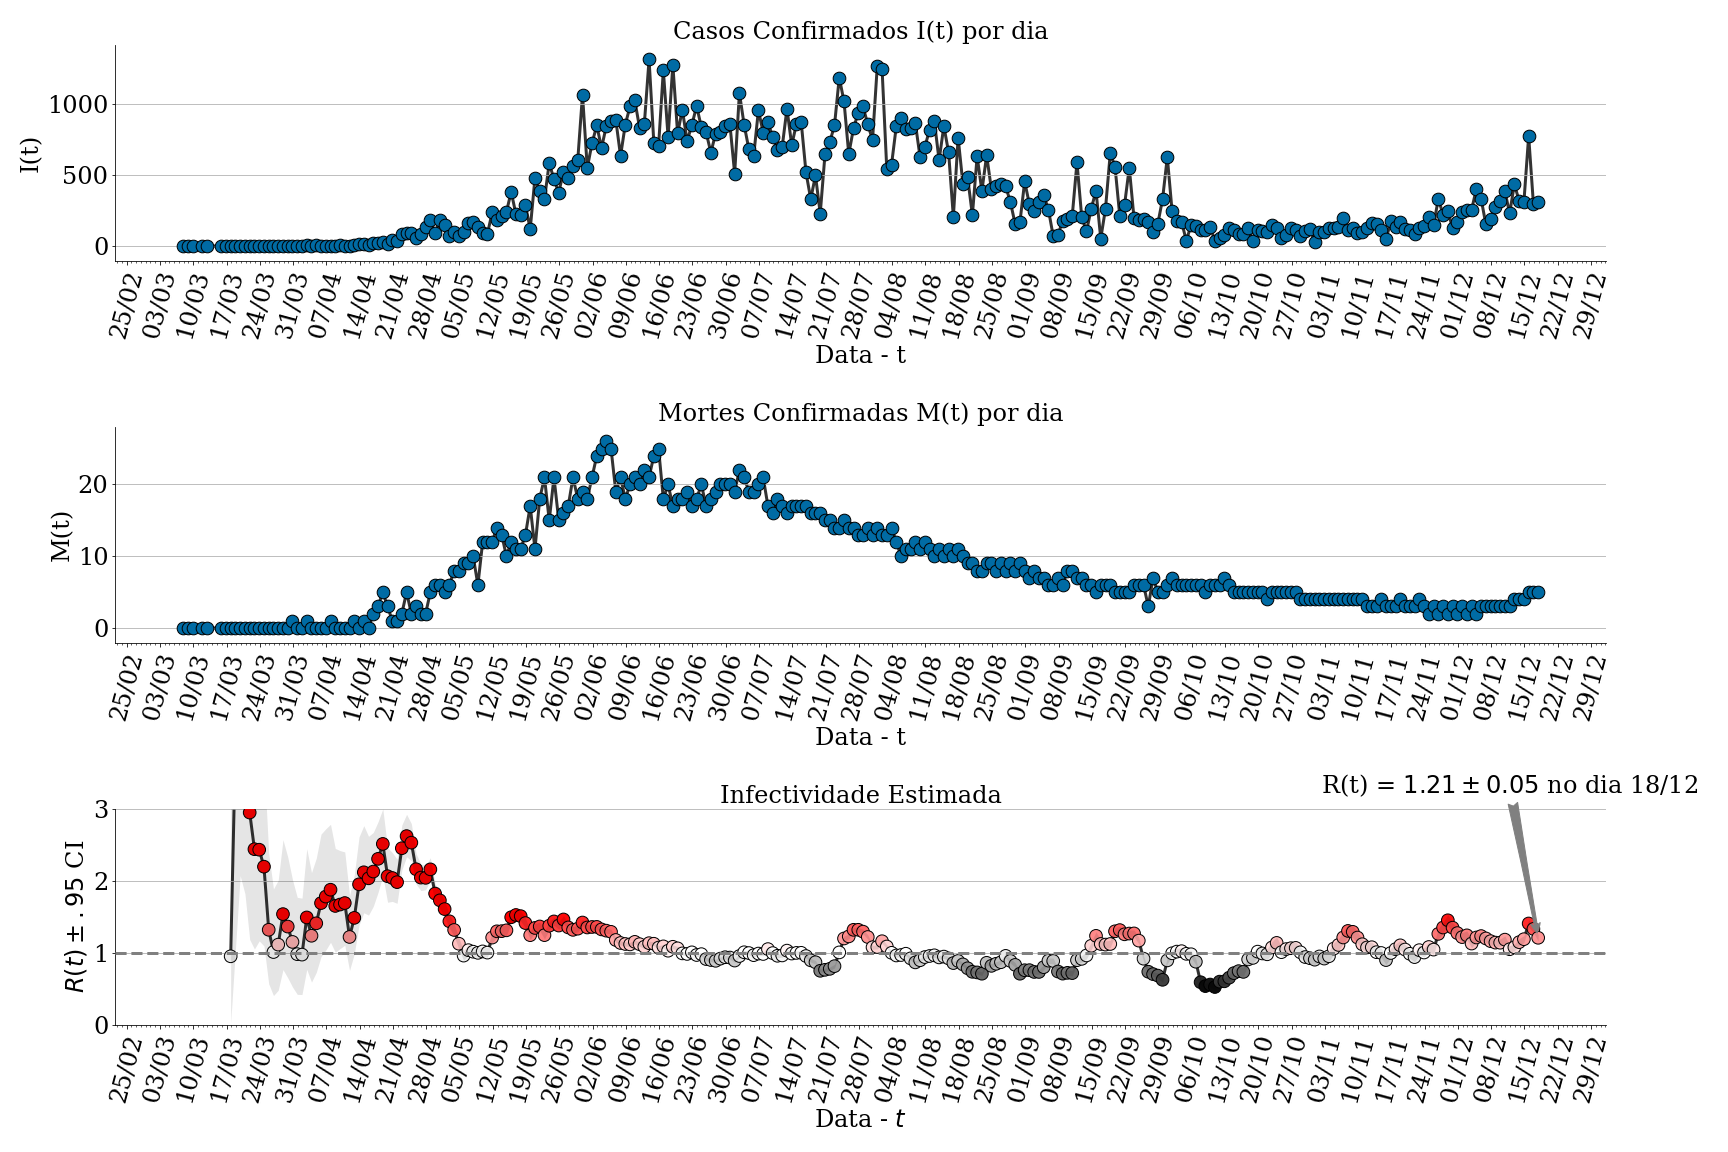 Casos Confirmados I(t) por dia
I(t)
1000
500
0
25/02 03/03 10/03 17/03 24/03 31/03 07/04 14/04 21/04 28/04 05/05 12/05 19/05 26/05 02/06 09/06 16/06 23/06 30/06 07/07 14/07 21/07 28/07 04/08 11/08 18/08 25/08 01/09 08/09 15/09 22/09 29/09 06/10 13/10 20/10 27/10 03/11 10/11 17/11 24/11 01/12 08/12 15/12 22/12 29/12
Data - t
Mortes Confirmadas M(t) por dia
M(t)
20
10
0
25/02 03/03 10/03 17/03 24/03 31/03 07/04 14/04 21/04 28/04 05/05 12/05 19/05 26/05 02/06 09/06 16/06 23/06 30/06 07/07 14/07 21/07 28/07 04/08 11/08 18/08 25/08 01/09 08/09 15/09 22/09 29/09 06/10 13/10 20/10 27/10 03/11 10/11 17/11 24/11 01/12 08/12 15/12 22/12 29/12
Data - t
R(t) = 1.21 ± 0.05 no dia 18/12
Infectividade Estimada
R(t) ± .95 CI
3
2
1
0
25/02 03/03 10/03 17/03 24/03 31/03 07/04 14/04 21/04 28/04 05/05 12/05 19/05 26/05 02/06 09/06 16/06 23/06 30/06 07/07 14/07 21/07 28/07 04/08 11/08 18/08 25/08 01/09 08/09 15/09 22/09 29/09 06/10 13/10 20/10 27/10 03/11 10/11 17/11 24/11 01/12 08/12 15/12 22/12 29/12
Data - t